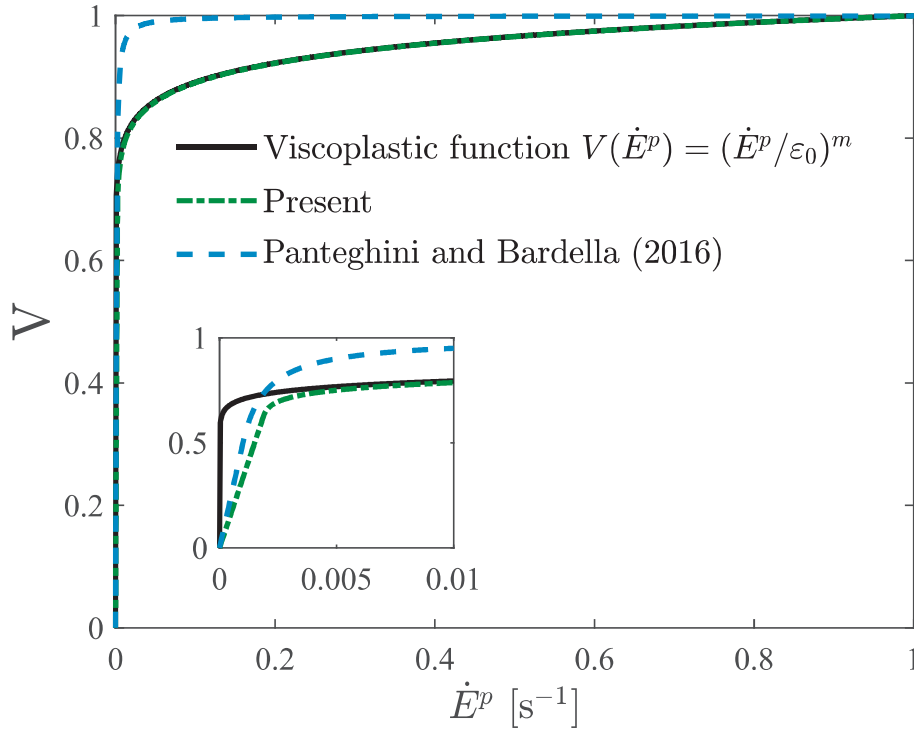 1
0.8
0.6
0.4
0.2
0
V
Viscoplastic function V(Ė^p) = (Ė^p/ε₀)^m
Present
Panteghini and Bardella (2016)
1
0.5
0
0 0.005 0.01
0 0.2 0.4 0.6 0.8 1
Ė^p [s⁻¹]